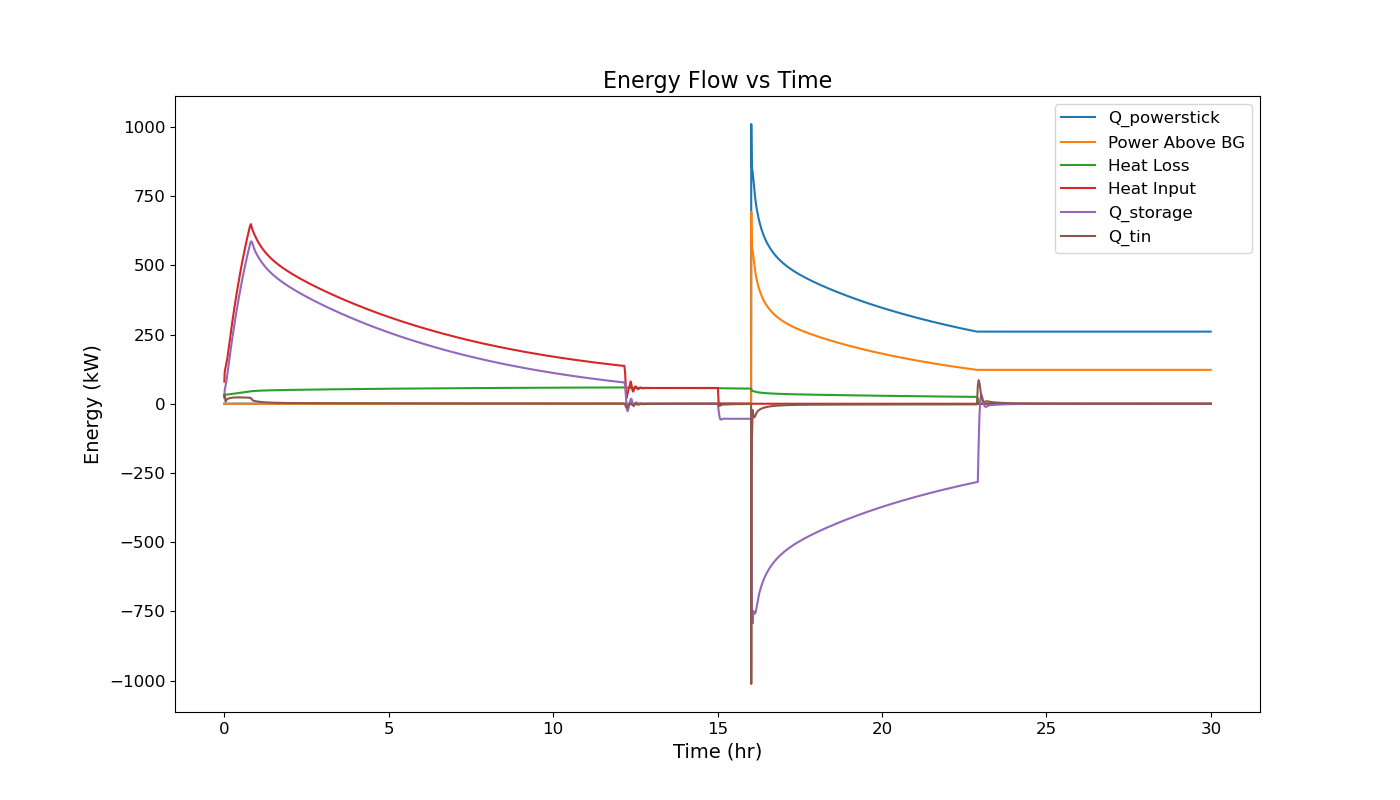 Energy Flow vs Time
Energy (kW)
1000
750
500
250
0
−250
−500
−750
−1000
Q_powerstick
Power Above BG
Heat Loss
Heat Input
Q_storage
Q_tin
0 5 10 15 20 25 30
Time (hr)